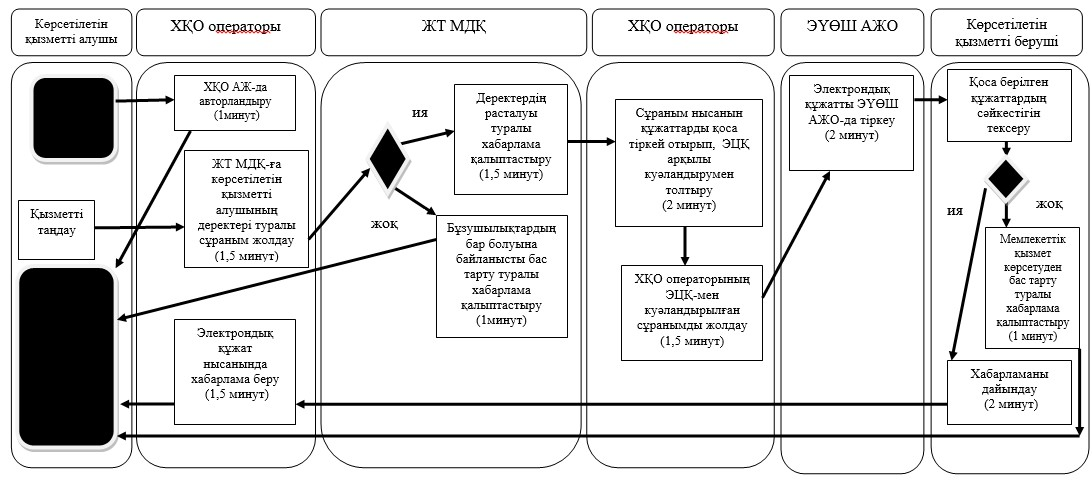 Көрсетілетін
қызметті алушы
ХҚО операторы
ЖТ МДҚ
ХҚО операторы
ЭҮӨШ АЖО
Көрсетілетін
қызметті беруші
ХҚО АЖ-да
авторландыру
(1минут)
ЖТ МДҚ-ға
көрсетілетін
қызметті
алушының
деректері туралы
сұраным жолдау
(1,5 минут)
Қызметті
таңдау
Электрондық
құжат
нысанында
хабарлама беру
(1,5 минут)
ия
жоқ
Деректердің
расталуы
туралы
хабарлама
қалыптастыру
(1,5 минут)
Бұзушылықтардың
бар болуына
байланысты бас
тарту туралы
хабарлама
қалыптастыру
(1минут)
Сұраным нысанын
құжаттарды қоса
тіркей отырып, ЭЦҚ
арқылы
куәландырумен
толтыру
(2 минут)
ХҚО операторының
ЭЦҚ-мен
куәландырылған
сұранымды жолдау
(1,5 минут)
Электрондық
құжатты ЭҮӨШ
АЖО-да тіркеу
(2 минут)
Қоса берілген
құжаттардың
сәйкестігін
тексеру
ия
жоқ
Мемлекеттік
қызмет
көрсетуден
бас тарту
туралы
хабарлама
қалыптастыру
(1 минут)
Хабарламаны
дайындау
(2 минут)